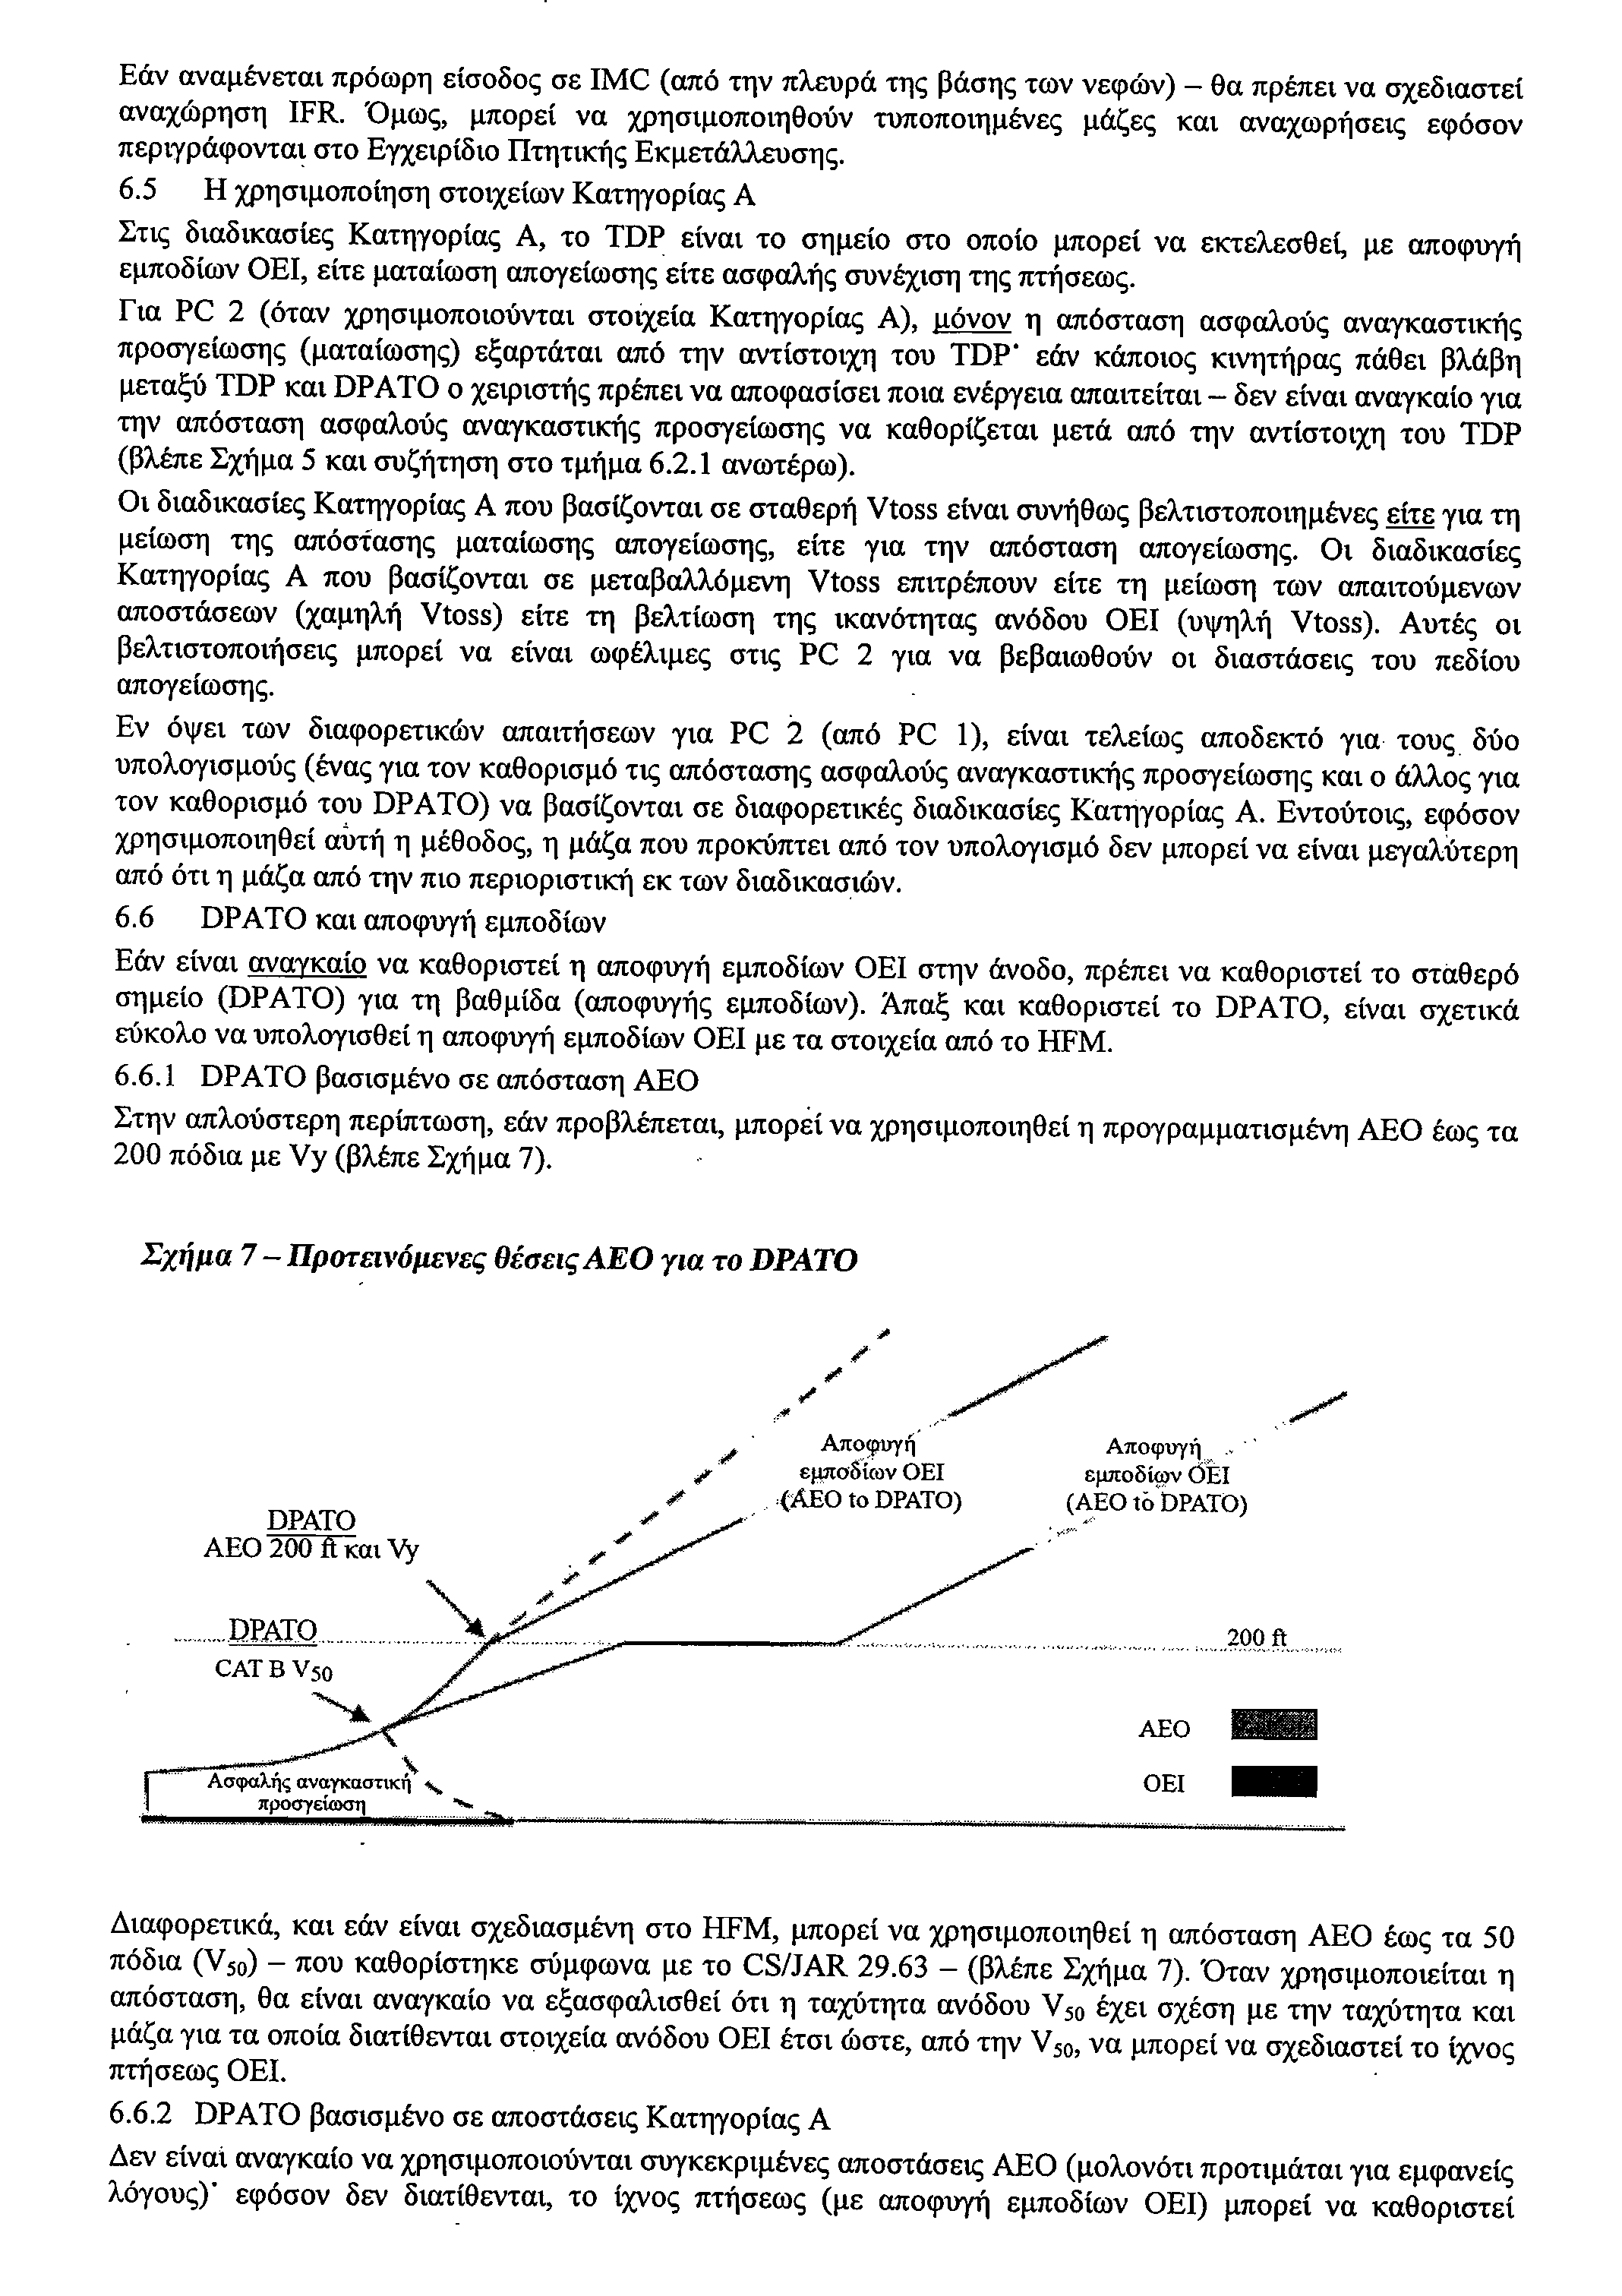 Εάν αναμένεται πρόωρη είσοδος σε IMC (από την πλευρά της βάσης των νεφών) – θα πρέπει να σχεδιαστεί
αναχώρηση IFR. Όμως, μπορεί να χρησιμοποιηθούν τυποποιημένες μάζες και αναχωρήσεις εφόσον
περιγράφονται στο Εγχειρίδιο Πτητικής Εκμετάλλευσης.
6.5 Η χρησιμοποίηση στοιχείων Κατηγορίας Α
Στις διαδικασίες Κατηγορίας Α, το TDP είναι το σημείο στο οποίο μπορεί να εκτελεσθεί, με αποφυγή
εμποδίων ΟΕΙ, είτε ματαίωση απογείωσης είτε ασφαλής συνέχιση της πτήσεως.
Για PC 2 (όταν χρησιμοποιούνται στοιχεία Κατηγορίας Α), μόνον η απόσταση ασφαλούς αναγκαστικής
προσγείωσης (ματαίωσης) εξαρτάται από την αντίστοιχη του TDP· εάν κάποιος κινητήρας πάθει βλάβη
μεταξύ TDP και DPATO ο χειριστής πρέπει να αποφασίσει ποια ενέργεια απαιτείται – δεν είναι αναγκαίο για
την απόσταση ασφαλούς αναγκαστικής προσγείωσης να καθορίζεται μετά από την αντίστοιχη του TDP
(βλέπε Σχήμα 5 και συζήτηση στο τμήμα 6.2.1 ανωτέρω).
Οι διαδικασίες Κατηγορίας Α που βασίζονται σε σταθερή Vtoss είναι συνήθως βελτιστοποιημένες είτε για τη
μείωση της απόστασης ματαίωσης απογείωσης, είτε για την απόσταση απογείωσης. Οι διαδικασίες
Κατηγορίας Α που βασίζονται σε μεταβαλλόμενη Vtoss επιτρέπουν είτε τη μείωση των απαιτούμενων
αποστάσεων (χαμηλή Vtoss) είτε τη βελτίωση της ικανότητας ανόδου ΟΕΙ (υψηλή Vtoss). Αυτές οι
βελτιστοποιήσεις μπορεί να είναι ωφέλιμες στις PC 2 για να βεβαιωθούν οι διαστάσεις του πεδίου
απογείωσης.
Εν όψει των διαφορετικών απαιτήσεων για PC 2 (από PC 1), είναι τελείως αποδεκτό για τους δύο
υπολογισμούς (ένας για τον καθορισμό τις απόστασης ασφαλούς αναγκαστικής προσγείωσης και ο άλλος για
τον καθορισμό του DPATO) να βασίζονται σε διαφορετικές διαδικασίες Κατηγορίας Α. Εντούτοις, εφόσον
χρησιμοποιηθεί αυτή η μέθοδος, η μάζα που προκύπτει από τον υπολογισμό δεν μπορεί να είναι μεγαλύτερη
από ότι η μάζα από την πιο περιοριστική εκ των διαδικασιών.
6.6 DPATO και αποφυγή εμποδίων
Εάν είναι αναγκαίο να καθοριστεί η αποφυγή εμποδίων ΟΕΙ στην άνοδο, πρέπει να καθοριστεί το σταθερό
σημείο (DPATO) για τη βαθμίδα (αποφυγής εμποδίων). Άπαξ και καθοριστεί το DPATO, είναι σχετικά
εύκολο να υπολογισθεί η αποφυγή εμποδίων ΟΕΙ με τα στοιχεία από το HFM.
6.6.1 DPATO βασισμένο σε απόσταση ΑΕΟ
Στην απλούστερη περίπτωση, εάν προβλέπεται, μπορεί να χρησιμοποιηθεί η προγραμματισμένη ΑΕΟ έως τα
200 πόδια με Vy (βλέπε Σχήμα 7).
Σχήμα 7 – Προτεινόμενες θέσεις ΑΕΟ για το DPATO
Αποφυγή
εμποδίων ΟΕΙ
(AEO to DPATO)
Αποφυγή
εμποδίων ΟΕΙ
(AEO to DPATO)
DPATO
AEO 200 ft και Vy
DPATO
CAT B V50
200 ft
AEO
OEI
Ασφαλής αναγκαστική
προσγείωση
Διαφορετικά, και εάν είναι σχεδιασμένη στο HFM, μπορεί να χρησιμοποιηθεί η απόσταση ΑΕΟ έως τα 50
πόδια (V50) – που καθορίστηκε σύμφωνα με το CS/JAR 29.63 – (βλέπε Σχήμα 7). Όταν χρησιμοποιείται η
απόσταση, θα είναι αναγκαίο να εξασφαλισθεί ότι η ταχύτητα ανόδου V50 έχει σχέση με την ταχύτητα και
μάζα για τα οποία διατίθενται στοιχεία ανόδου ΟΕΙ έτσι ώστε, από την V50, να μπορεί να σχεδιαστεί το ίχνος
πτήσεως ΟΕΙ.
6.6.2 DPATO βασισμένο σε αποστάσεις Κατηγορίας Α
Δεν είναι αναγκαίο να χρησιμοποιούνται συγκεκριμένες αποστάσεις ΑΕΟ (μολονότι προτιμάται για εμφανείς
λόγους)· εφόσον δεν διατίθενται, το ίχνος πτήσεως (με αποφυγή εμποδίων ΟΕΙ) μπορεί να καθοριστεί